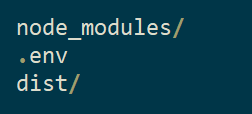 node_modules/
.env
dist/